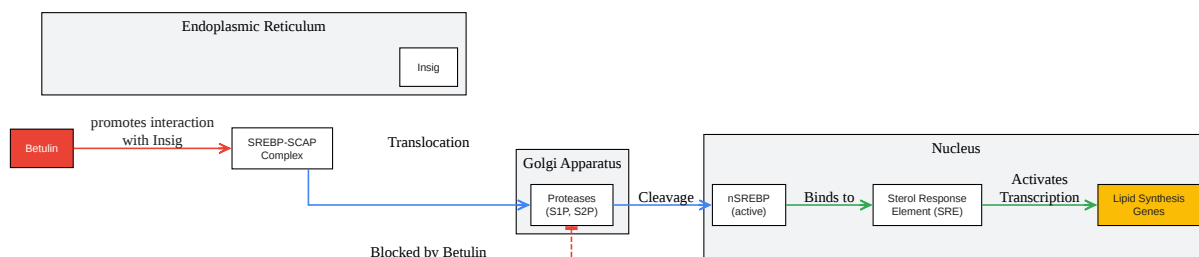 Endoplasmic Reticulum
Insig
promotes interaction
with Insig
Betulin
SREBP-SCAP
Complex
Translocation
Golgi Apparatus
Proteases
(S1P, S2P)
Cleavage
Nucleus
nSREBP
(active)
Binds to
Sterol Response
Element (SRE)
Activates
Transcription
Lipid Synthesis
Genes
Blocked by Betulin